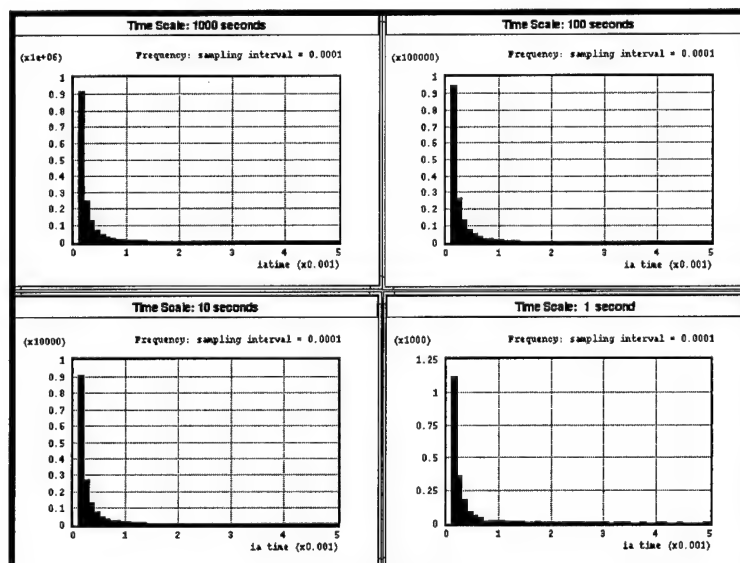 Time Scale: 1000 seconds
(x1e+06) Frequency: sampling interval = 0.0001
1
0.9
0.8
0.7
0.6
0.5
0.4
0.3
0.2
0.1
0
0 1 2 3 4 5
iatime (x0.001)
Time Scale: 100 seconds
(x100000) Frequency: sampling interval = 0.0001
1
0.9
0.8
0.7
0.6
0.5
0.4
0.3
0.2
0.1
0
0 1 2 3 4 5
ia time (x0.001)
Time Scale: 10 seconds
(x10000) Frequency: sampling interval = 0.0001
1
0.9
0.8
0.7
0.6
0.5
0.4
0.3
0.2
0.1
0
0 1 2 3 4 5
ia time (x0.001)
Time Scale: 1 second
(x1000) Frequency: sampling interval = 0.0001
1.25
1
0.75
0.5
0.25
0
0 1 2 3 4 5
ia time (x0.001)